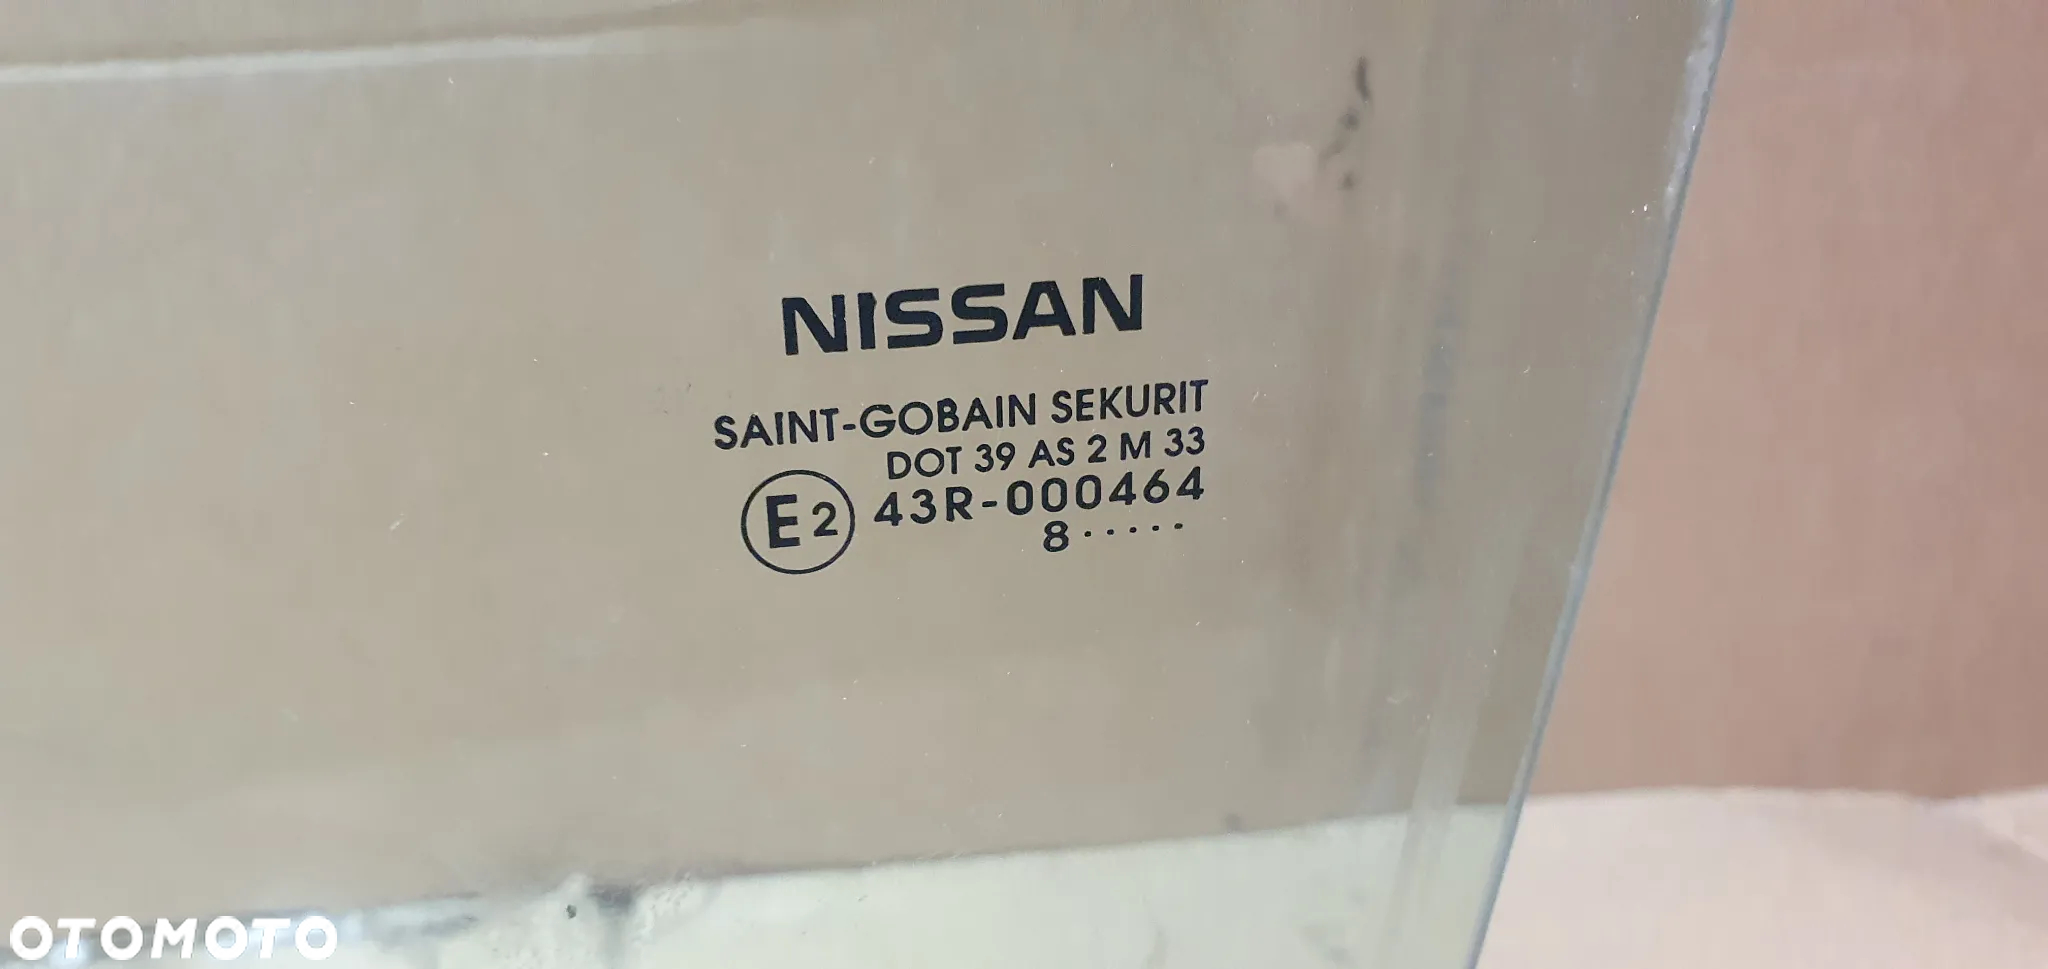 NISSAN
SAINT-GOBAIN SEKURIT
DOT 39 AS 2 M 33
E2 43R-000464
8·····
OTOMOTO